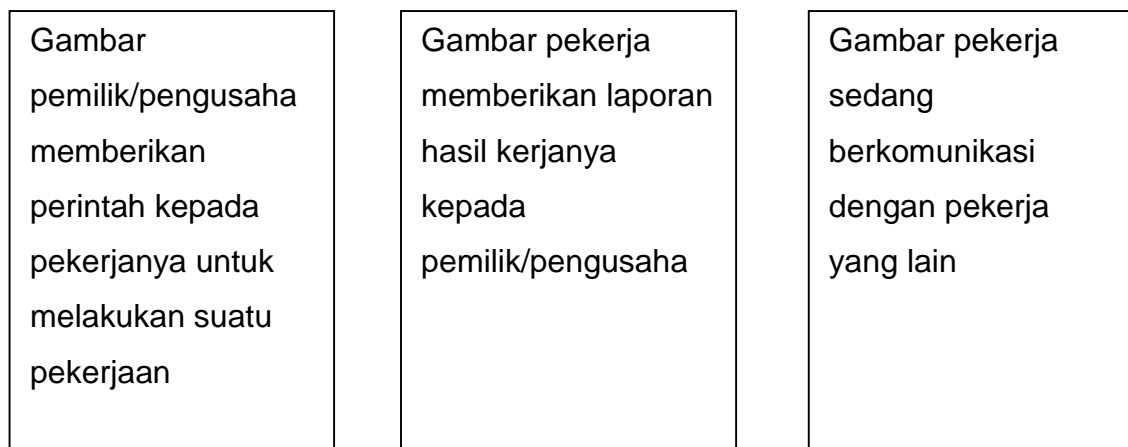 Gambar
pemilik/pengusaha
memberikan
perintah kepada
pekerjanya untuk
melakukan suatu
pekerjaan
Gambar pekerja
memberikan laporan
hasil kerjanya
kepada
pemilik/pengusaha
Gambar pekerja
sedang
berkomunikasi
dengan pekerja
yang lain